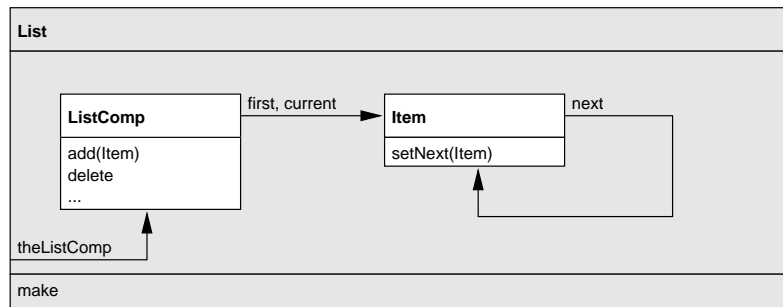 List
first, current
next
ListComp
Item
add(Item)
setNext(Item)
delete
...
theListComp
make